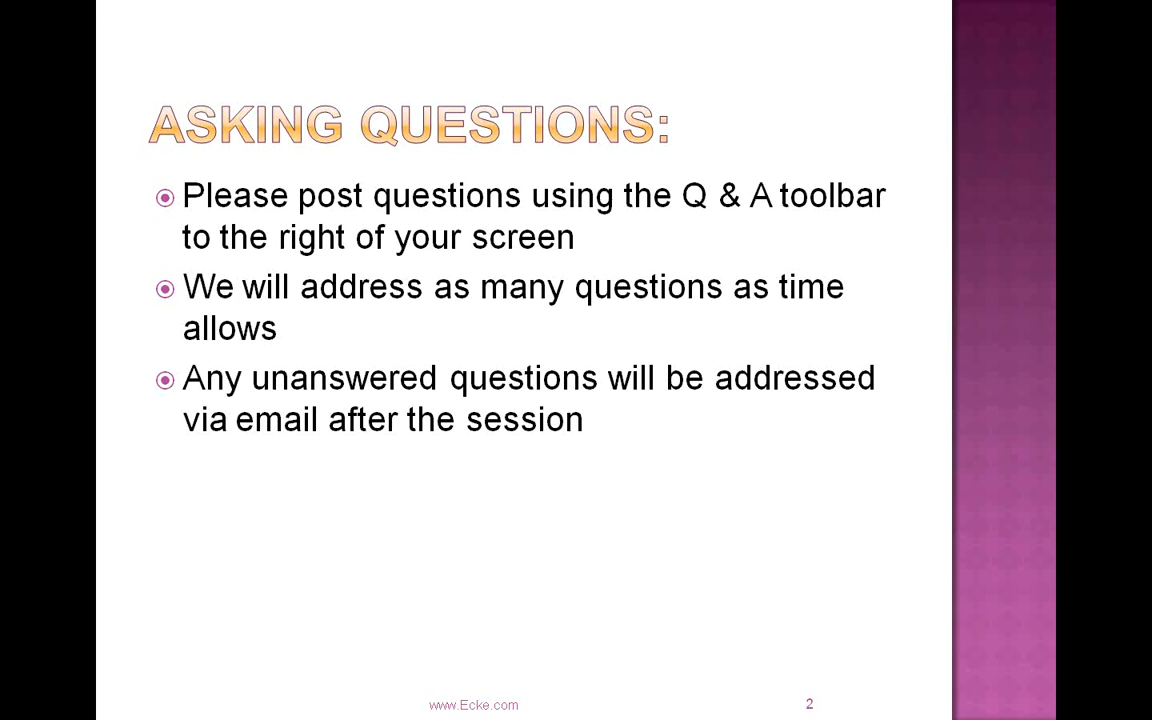 ASKING QUESTIONS:
Please post questions using the Q & A toolbar
to the right of your screen
We will address as many questions as time
allows
Any unanswered questions will be addressed
via email after the session
www.Ecke.com
2